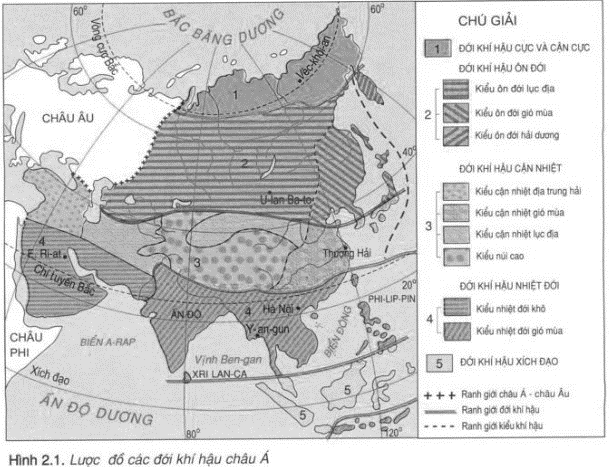 60°
60°
BẮC BĂNG DƯƠNG
Vòng cực Bắc
Vec-khôi-an
1
CHÂU ÂU
2
40°
U-lan Ba-to
4
E. Ri-at
3
Thượng Hải
Chí tuyến Bắc
20°
ẤN ĐỘ
4
Hà Nội
PHI-LIP-PIN
Y-an-gun
BIỂN ĐÔNG
CHÂU
PHI
BIỂN A-RAP
Vịnh Ben-gan
Xích đạo
XRI LAN-CA
5
5
ẤN ĐỘ DƯƠNG
80°
120°
CHÚ GIẢI
1 ĐỚI KHÍ HẬU CỰC VÀ CẬN CỰC
ĐỚI KHÍ HẬU ÔN ĐỚI
Kiểu ôn đới lục địa
2 Kiểu ôn đới gió mùa
Kiểu ôn đới hải dương
ĐỚI KHÍ HẬU CẬN NHIỆT
Kiểu cận nhiệt địa trung hải
Kiểu cận nhiệt gió mùa
3 Kiểu cận nhiệt lục địa
Kiểu núi cao
ĐỚI KHÍ HẬU NHIỆT ĐỚI
4 Kiểu nhiệt đới khô
Kiểu nhiệt đới gió mùa
5 ĐỚI KHÍ HẬU XÍCH ĐẠO
Ranh giới châu Á - châu Âu
Ranh giới đới khí hậu
Ranh giới kiểu khí hậu
Hình 2.1. Lược đồ các đới khí hậu châu Á